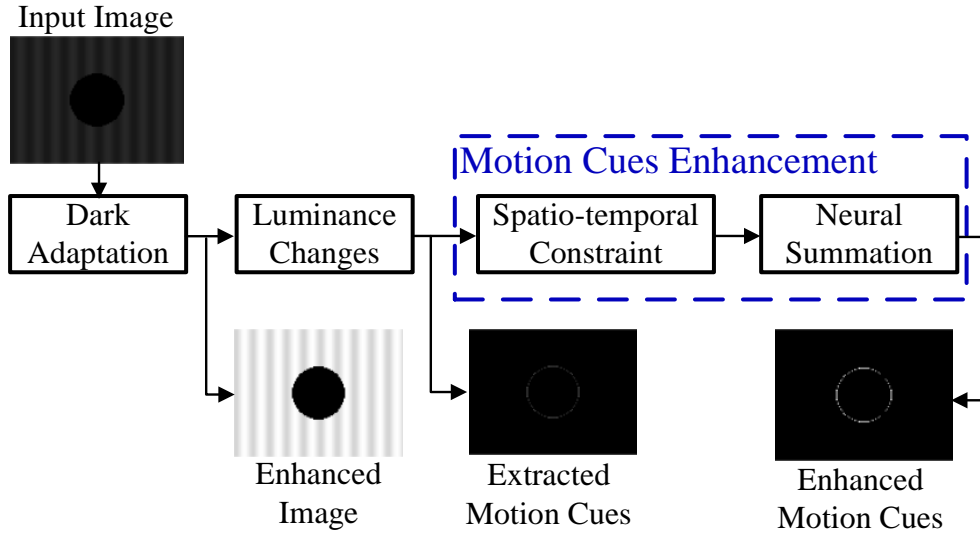 Input Image
Motion Cues Enhancement
Dark
Adaptation
Luminance
Changes
Spatio-temporal
Constraint
Neural
Summation
Enhanced
Image
Extracted
Motion Cues
Enhanced
Motion Cues